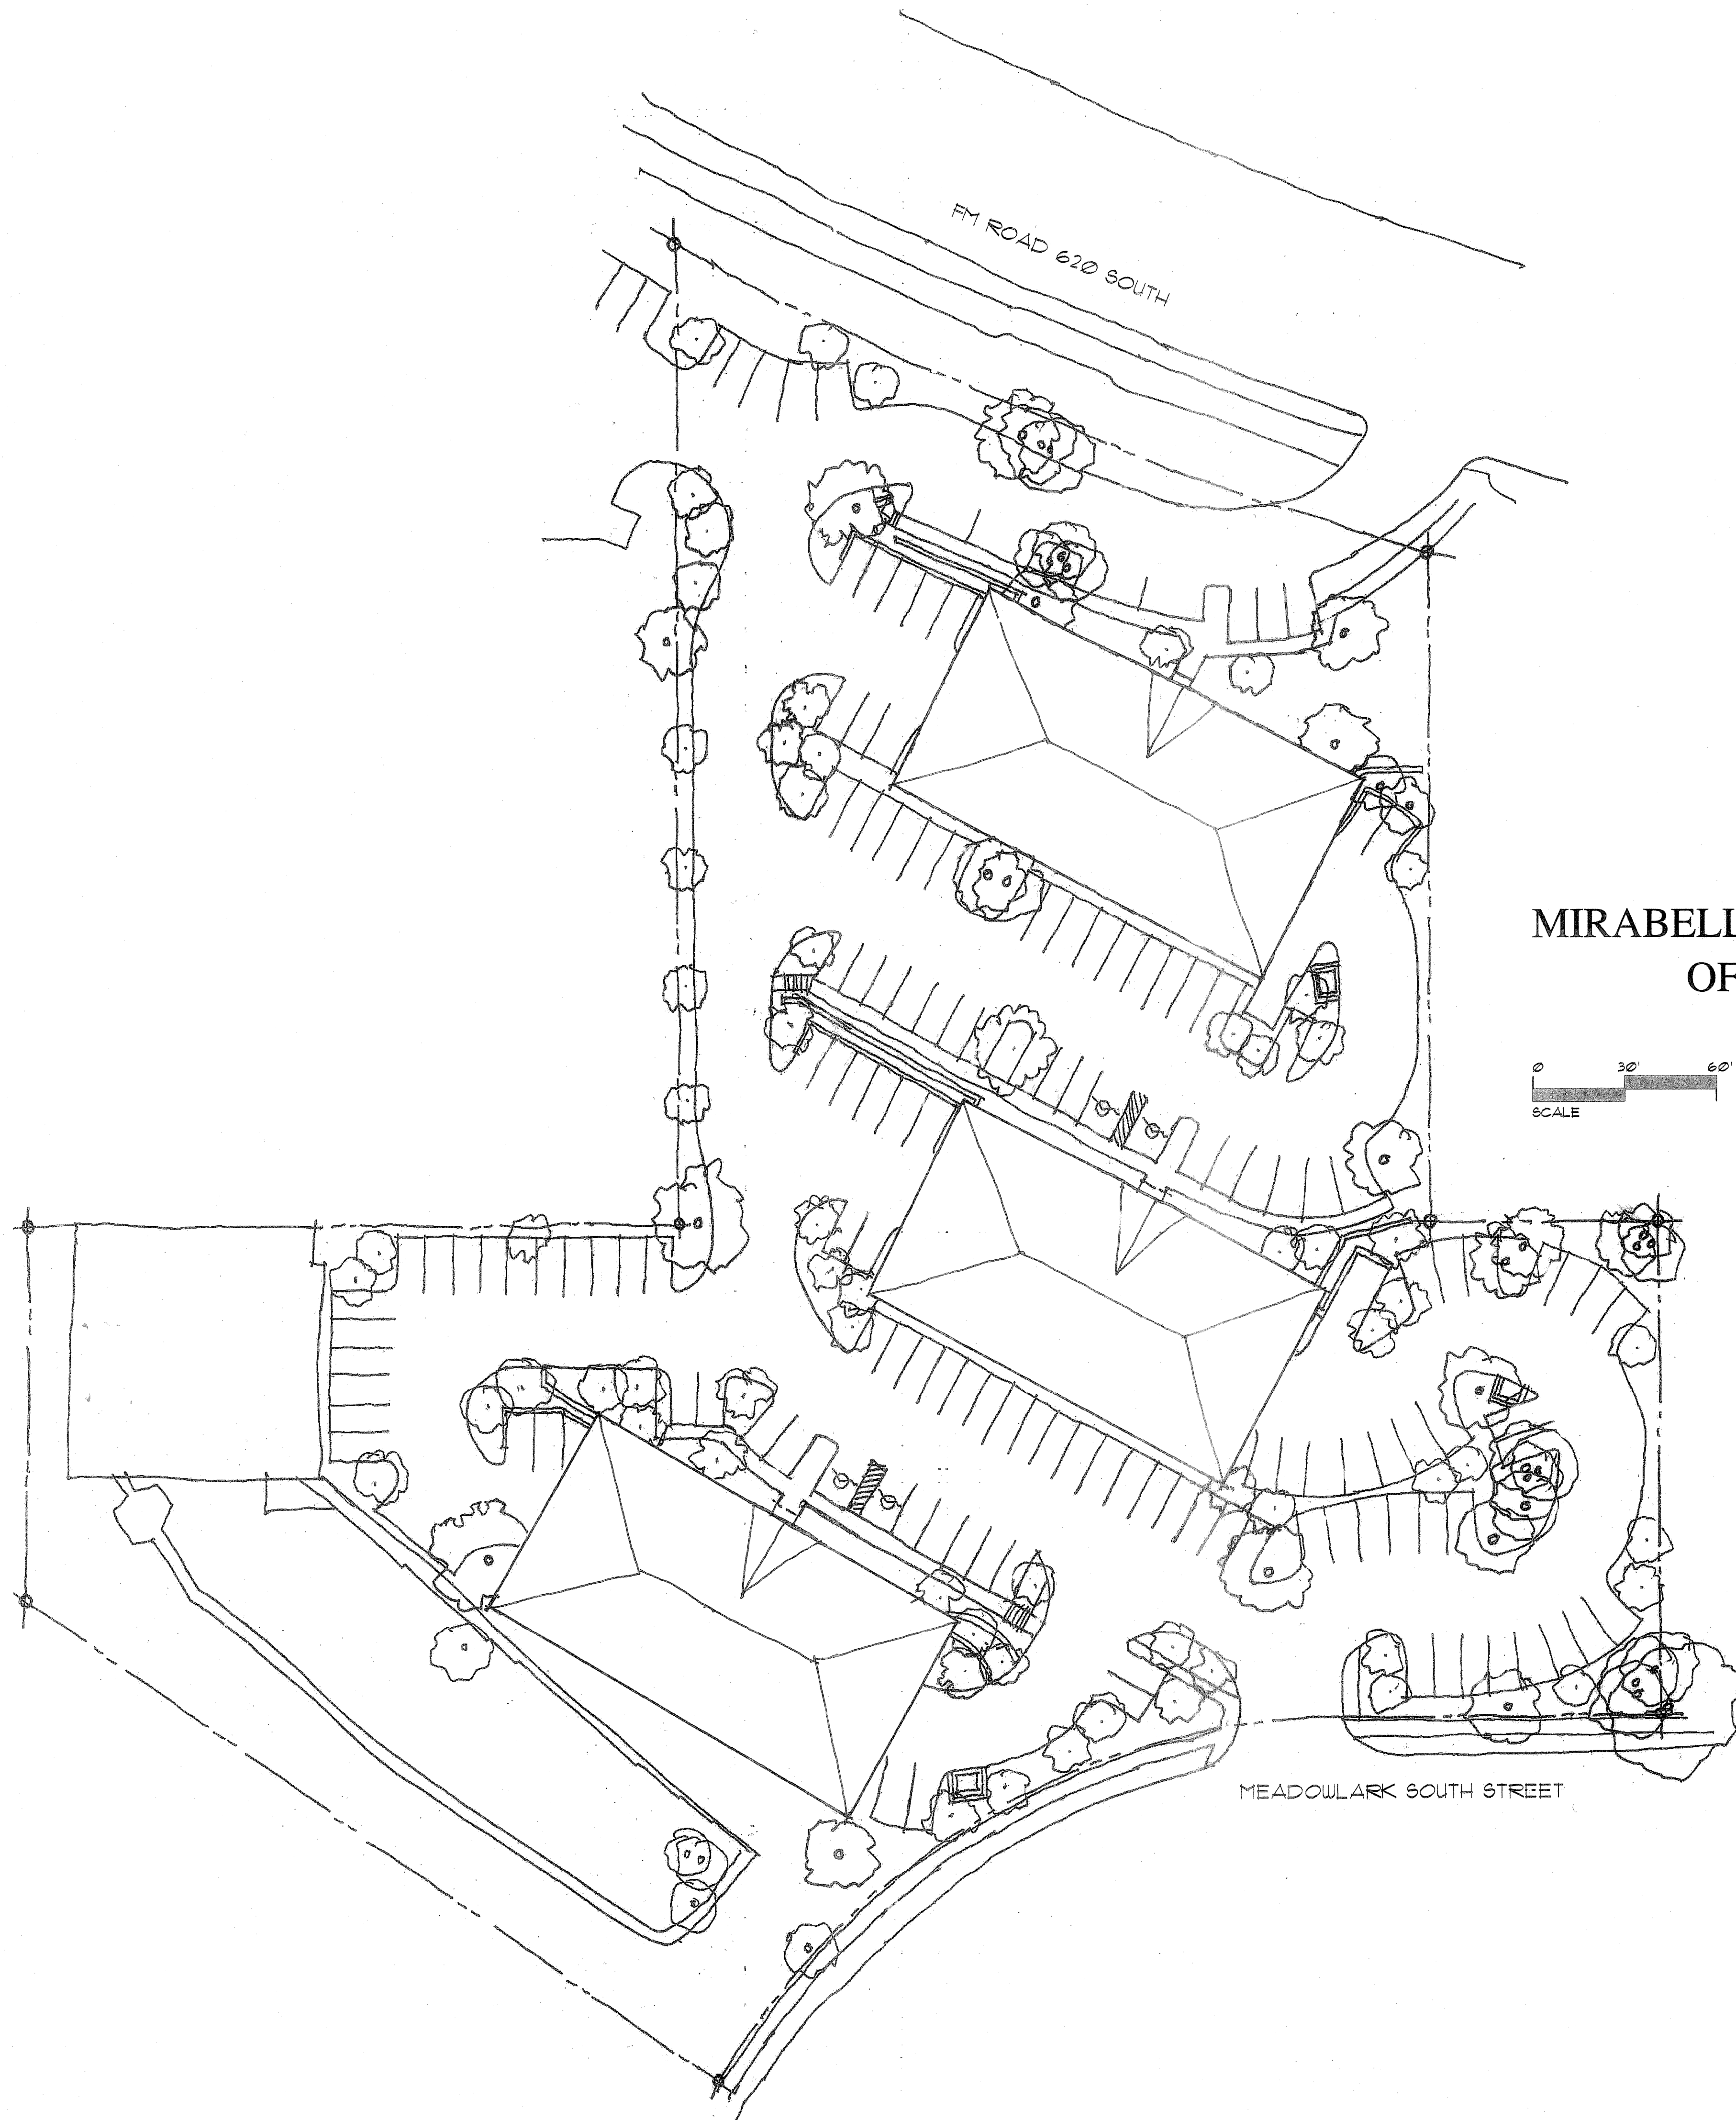 FM ROAD 620 SOUTH
MIRABELL
OF
0 30' 60'
SCALE
MEADOWLARK SOUTH STREET